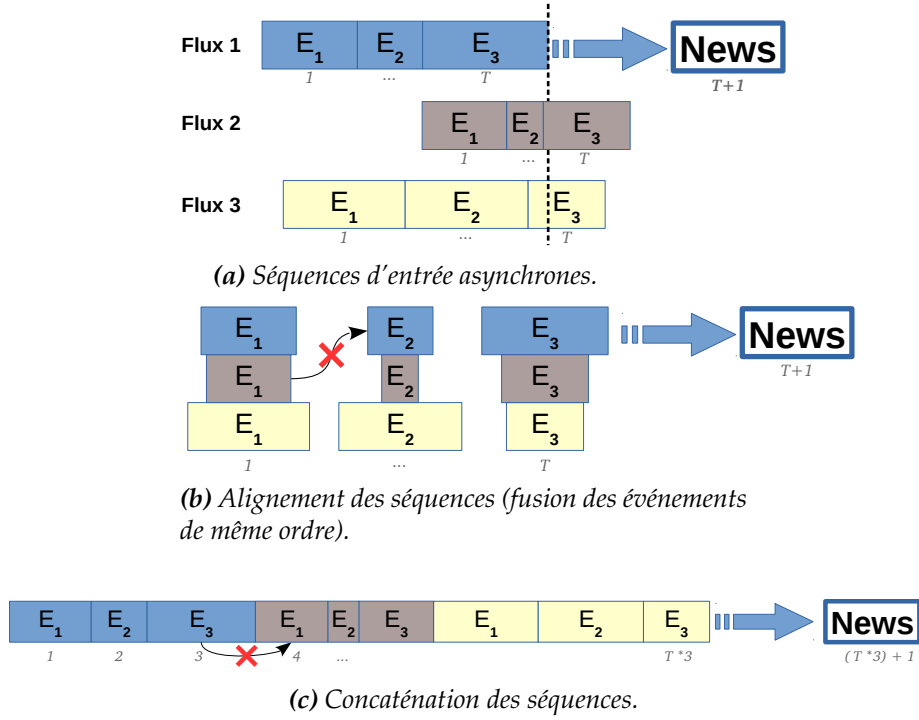 Flux 1 E1 E2 E3 News
1 ... T T+1
Flux 2 E1 E2 E3
1 ... T
Flux 3 E1 E2 E3
1 ... T
(a) Séquences d'entrée asynchrones.
E1 E2 E3 News
E1 E2 E3 T+1
E1 E2 E3
1 ... T
(b) Alignement des séquences (fusion des événements
de même ordre).
E1 E2 E3 E1 E2 E3 E1 E2 E3 News
1 2 3 4 ... T*3 (T*3) + 1
(c) Concaténation des séquences.